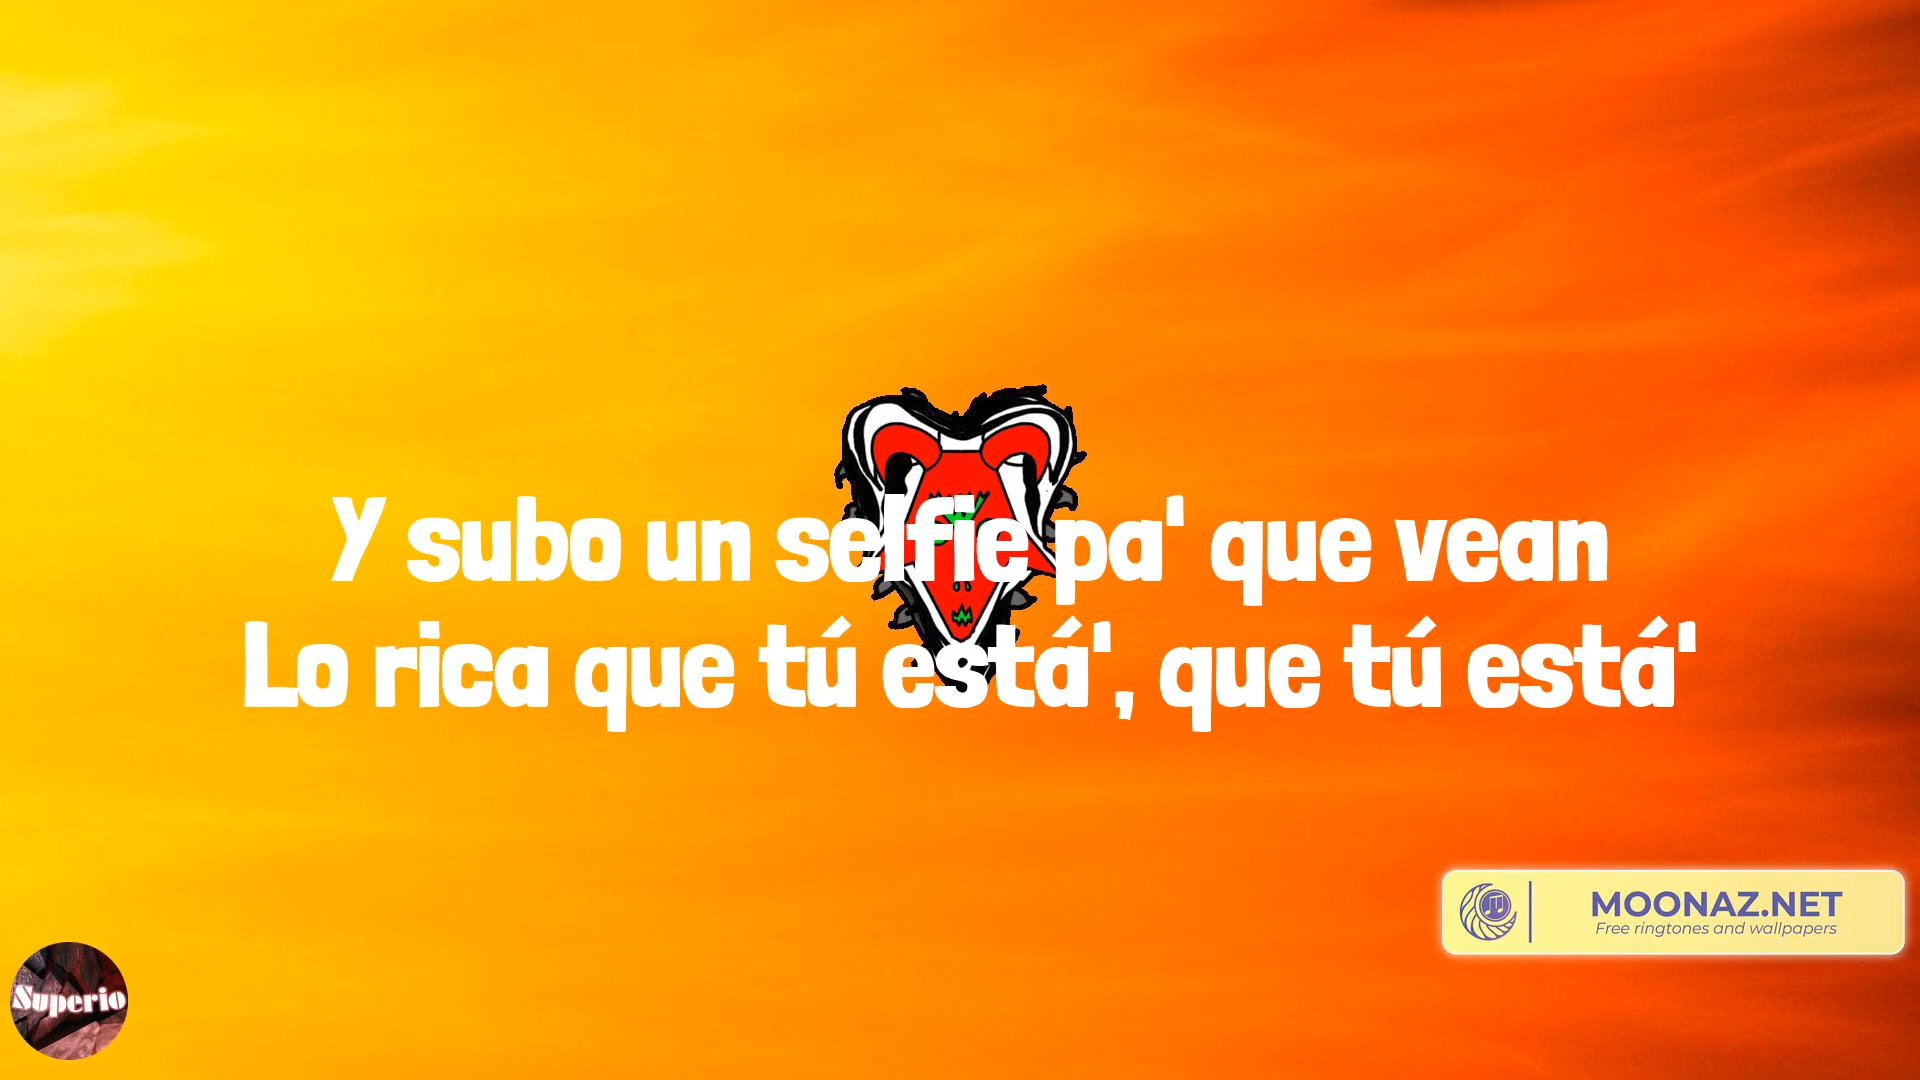 Y subo un selfie pa' que vean
Lo rica que tú está', que tú está'
MOONAZ.NET
Free ringtones and wallpapers
Superio